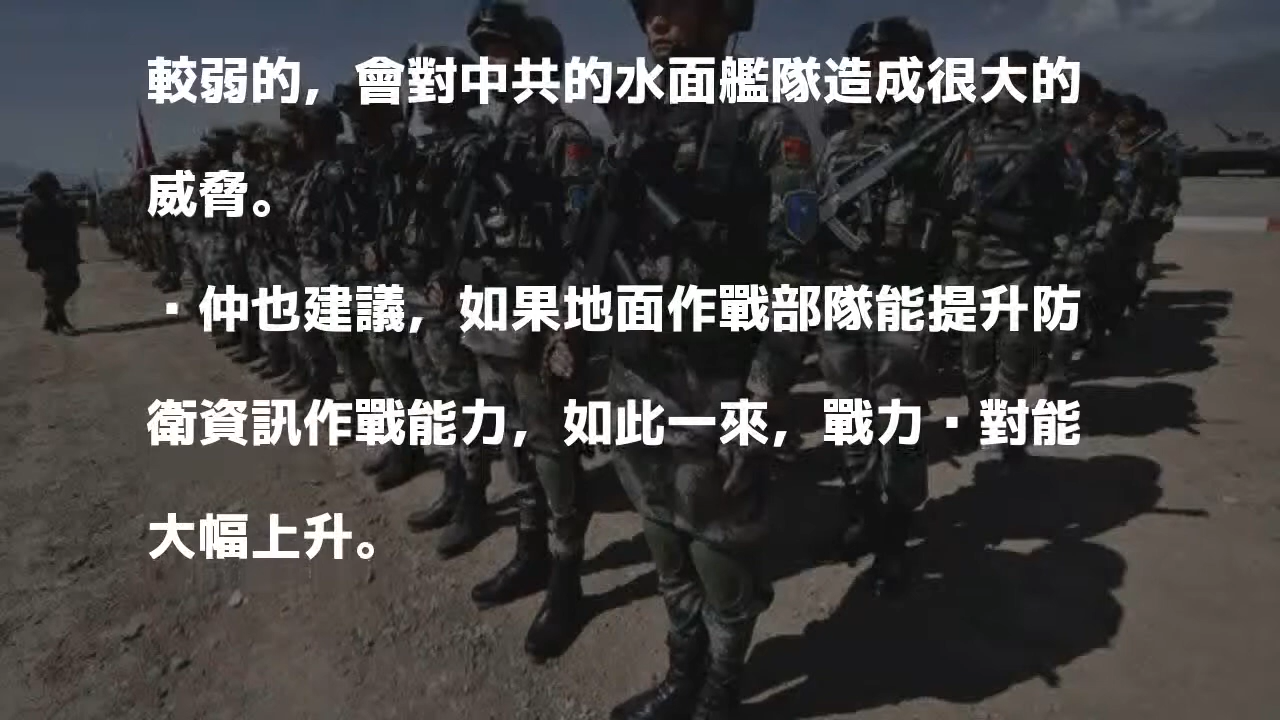 較弱的，會對中共的水面艦隊造成很大的
威脅。
▪仲也建議，如果地面作戰部隊能提升防
衛資訊作戰能力，如此一來，戰力▪對能
大幅上升。